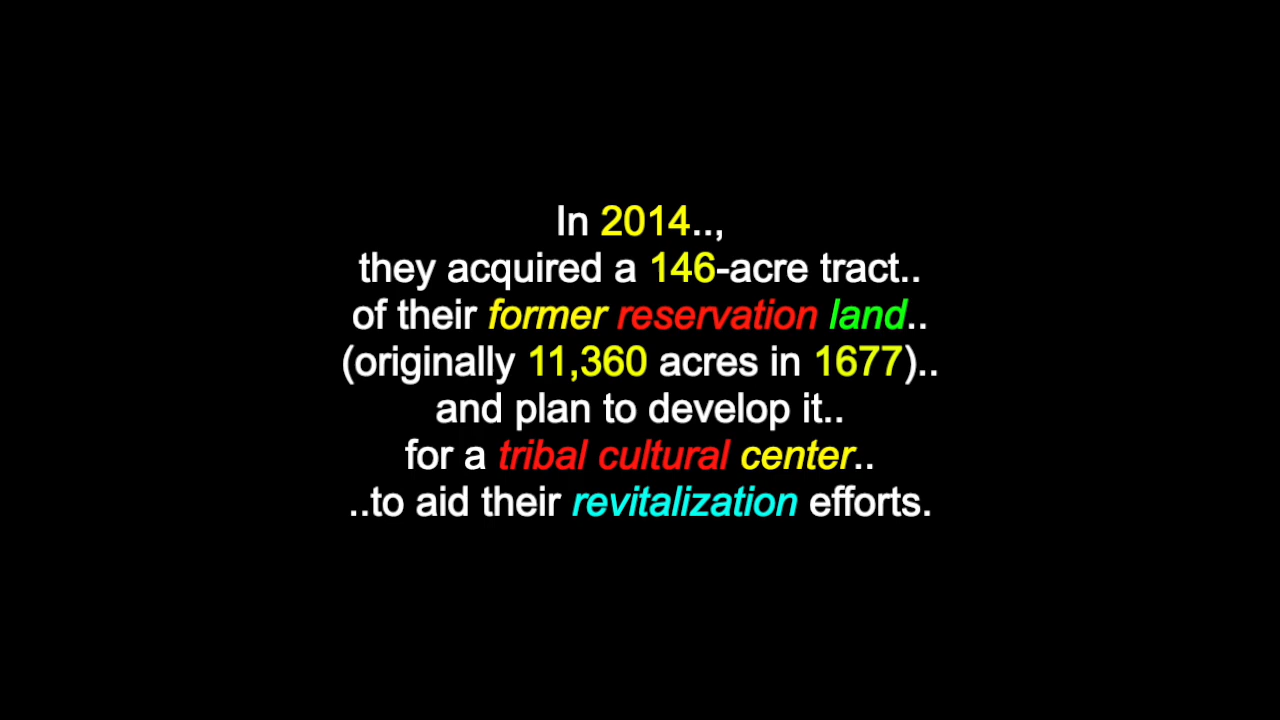 In 2014..,
they acquired a 146-acre tract..
of their former reservation land..
(originally 11,360 acres in 1677)..
and plan to develop it..
for a tribal cultural center..
..to aid their revitalization efforts.